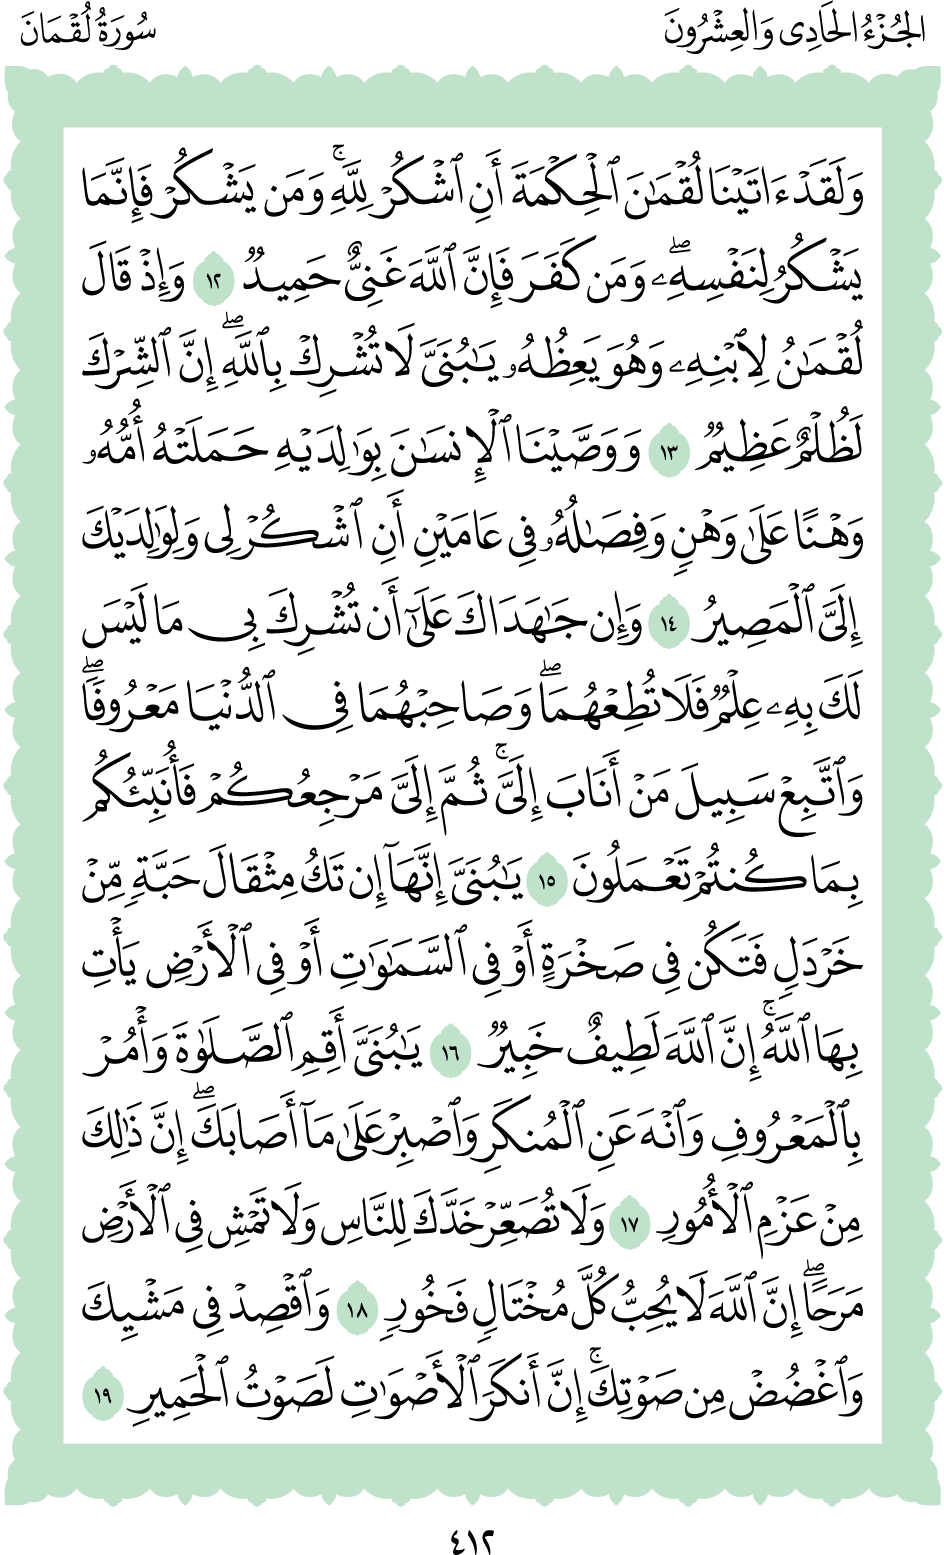 الجُزْءُ الحَادِي وَالعِشْرُونَ
سُورَةُ لُقْمَانَ
وَلَقَدْ ءَاتَيْنَا لُقْمَٰنَ ٱلْحِكْمَةَ أَنِ ٱشْكُرْ لِلَّهِۚ وَمَن يَشْكُرْ فَإِنَّمَا
يَشْكُرُ لِنَفْسِهِۦۖ وَمَن كَفَرَ فَإِنَّ ٱللَّهَ غَنِىٌّ حَمِيدٌ ١٢ وَإِذْ قَالَ
لُقْمَٰنُ لِٱبْنِهِۦ وَهُوَ يَعِظُهُۥ يَٰبُنَىَّ لَا تُشْرِكْ بِٱللَّهِۖ إِنَّ ٱلشِّرْكَ
لَظُلْمٌ عَظِيمٌ ١٣ وَوَصَّيْنَا ٱلْإِنسَٰنَ بِوَٰلِدَيْهِ حَمَلَتْهُ أُمُّهُۥ
وَهْنًا عَلَىٰ وَهْنٍ وَفِصَٰلُهُۥ فِى عَامَيْنِ أَنِ ٱشْكُرْ لِى وَلِوَٰلِدَيْكَ
إِلَىَّ ٱلْمَصِيرُ ١٤ وَإِن جَٰهَدَاكَ عَلَىٰٓ أَن تُشْرِكَ بِى مَا لَيْسَ
لَكَ بِهِۦ عِلْمٌ فَلَا تُطِعْهُمَاۖ وَصَاحِبْهُمَا فِى ٱلدُّنْيَا مَعْرُوفًاۖ
وَٱتَّبِعْ سَبِيلَ مَنْ أَنَابَ إِلَىَّۚ ثُمَّ إِلَىَّ مَرْجِعُكُمْ فَأُنَبِّئُكُم
بِمَا كُنتُمْ تَعْمَلُونَ ١٥ يَٰبُنَىَّ إِنَّهَآ إِن تَكُ مِثْقَالَ حَبَّةٍ مِّنْ
خَرْدَلٍ فَتَكُن فِى صَخْرَةٍ أَوْ فِى ٱلسَّمَٰوَٰتِ أَوْ فِى ٱلْأَرْضِ يَأْتِ
بِهَا ٱللَّهُۚ إِنَّ ٱللَّهَ لَطِيفٌ خَبِيرٌ ١٦ يَٰبُنَىَّ أَقِمِ ٱلصَّلَوٰةَ وَأْمُرْ
بِٱلْمَعْرُوفِ وَٱنْهَ عَنِ ٱلْمُنكَرِ وَٱصْبِرْ عَلَىٰ مَآ أَصَابَكَۖ إِنَّ ذَٰلِكَ
مِنْ عَزْمِ ٱلْأُمُورِ ١٧ وَلَا تُصَعِّرْ خَدَّكَ لِلنَّاسِ وَلَا تَمْشِ فِى ٱلْأَرْضِ
مَرَحًاۖ إِنَّ ٱللَّهَ لَا يُحِبُّ كُلَّ مُخْتَالٍ فَخُورٍ ١٨ وَٱقْصِدْ فِى مَشْيِكَ
وَٱغْضُضْ مِن صَوْتِكَۚ إِنَّ أَنكَرَ ٱلْأَصْوَٰتِ لَصَوْتُ ٱلْحَمِيرِ ١٩
٤١٢